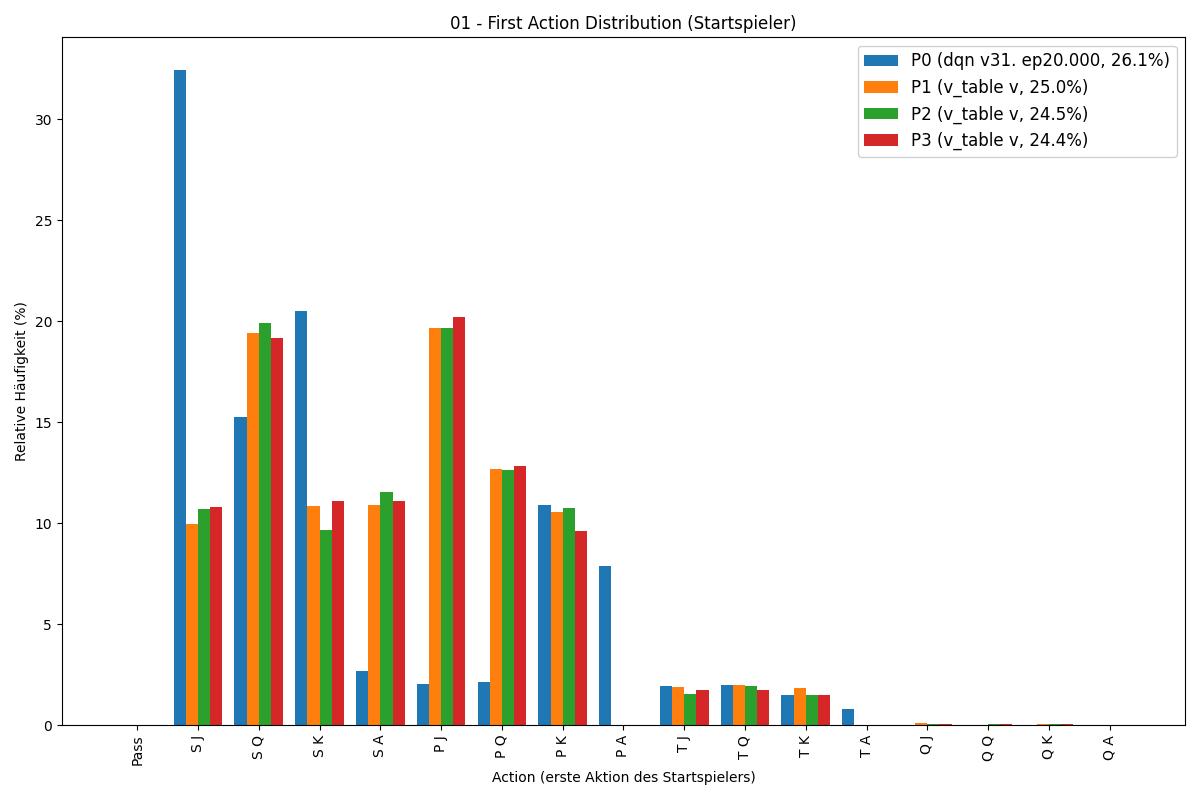 01 - First Action Distribution (Startspieler)
P0 (dqn v31. ep20.000, 26.1%)
P1 (v_table v, 25.0%)
P2 (v_table v, 24.5%)
P3 (v_table v, 24.4%)
Relative Häufigkeit (%)
30
25
20
15
10
5
0
Pass
S J
S Q
S K
S A
P J
P Q
P K
P A
T J
T Q
T K
T A
Q J
Q Q
Q K
Q A
Action (erste Aktion des Startspielers)